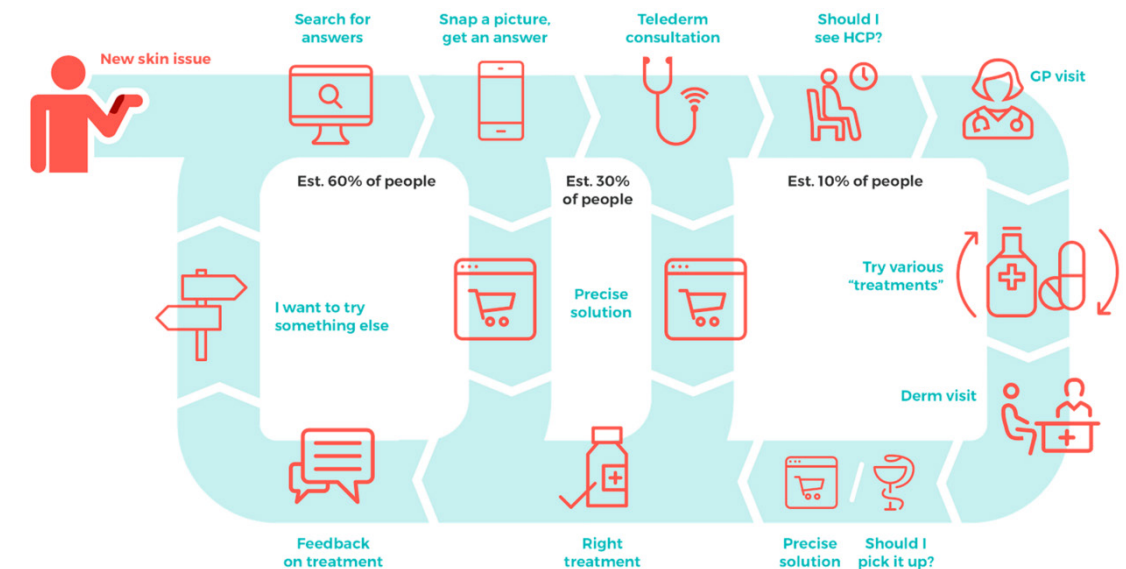 Search for
answers
Snap a picture,
get an answer
Telederm
consultation
Should I
see HCP?
New skin issue
GP visit
Est. 60% of people
Est. 30%
of people
Est. 10% of people
Try various
"treatments"
I want to try
something else
Precise
solution
Derm visit
Feedback
on treatment
Right
treatment
Precise
solution
Should I
pick it up?